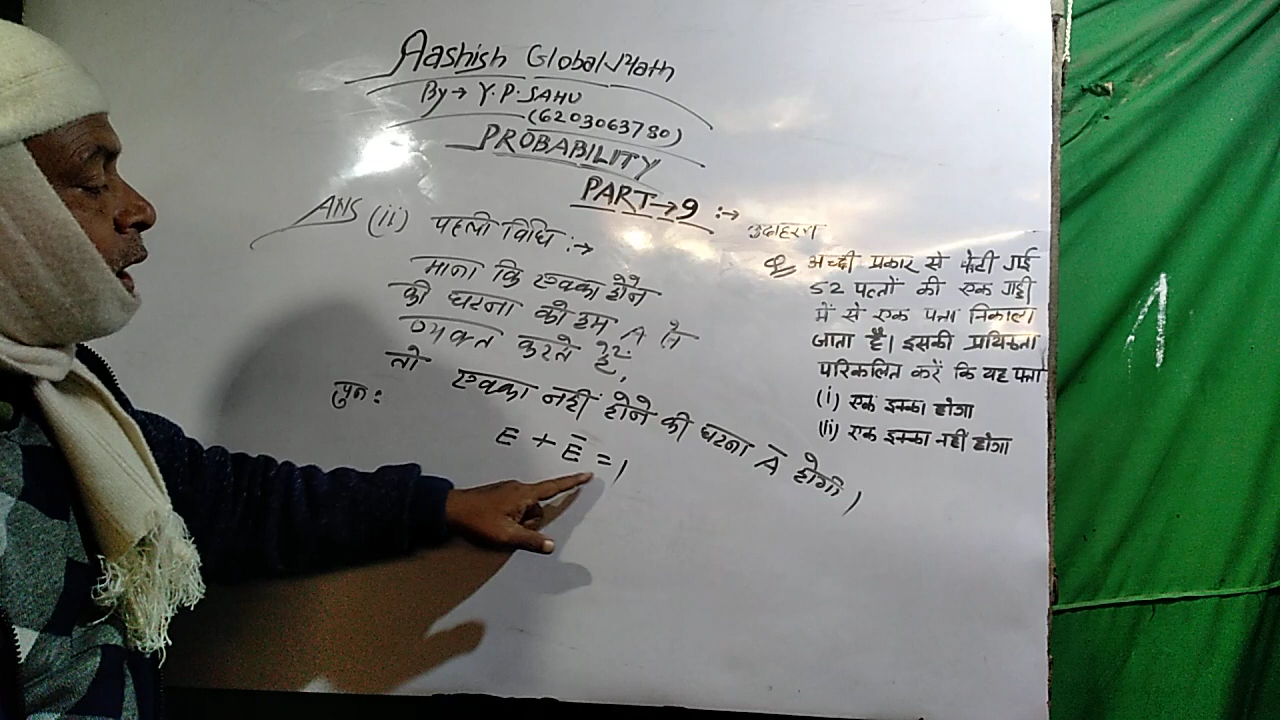 Aashish Global Math
By → Y.P. SAHU
(6203063780)
PROBABILITY
PART → 9 :→
ANS (ii) पहली विधि :→
माना कि एक्का होने
की घटना को हम A से
व्यक्त करते हैं,
तो एक्का नहीं होने की घटना A̅ होगी।
पुनः
E + E̅ = 1
उदाहरण
Q अच्छी प्रकार से फेटी गई
52 पत्तों की एक गड्डी
में से एक पत्ता निकाला
जाता है। इसकी प्रायिकता
परिकलित करें कि यह पत्ता
(i) एक इक्का होगा
(ii) एक इक्का नहीं होगा